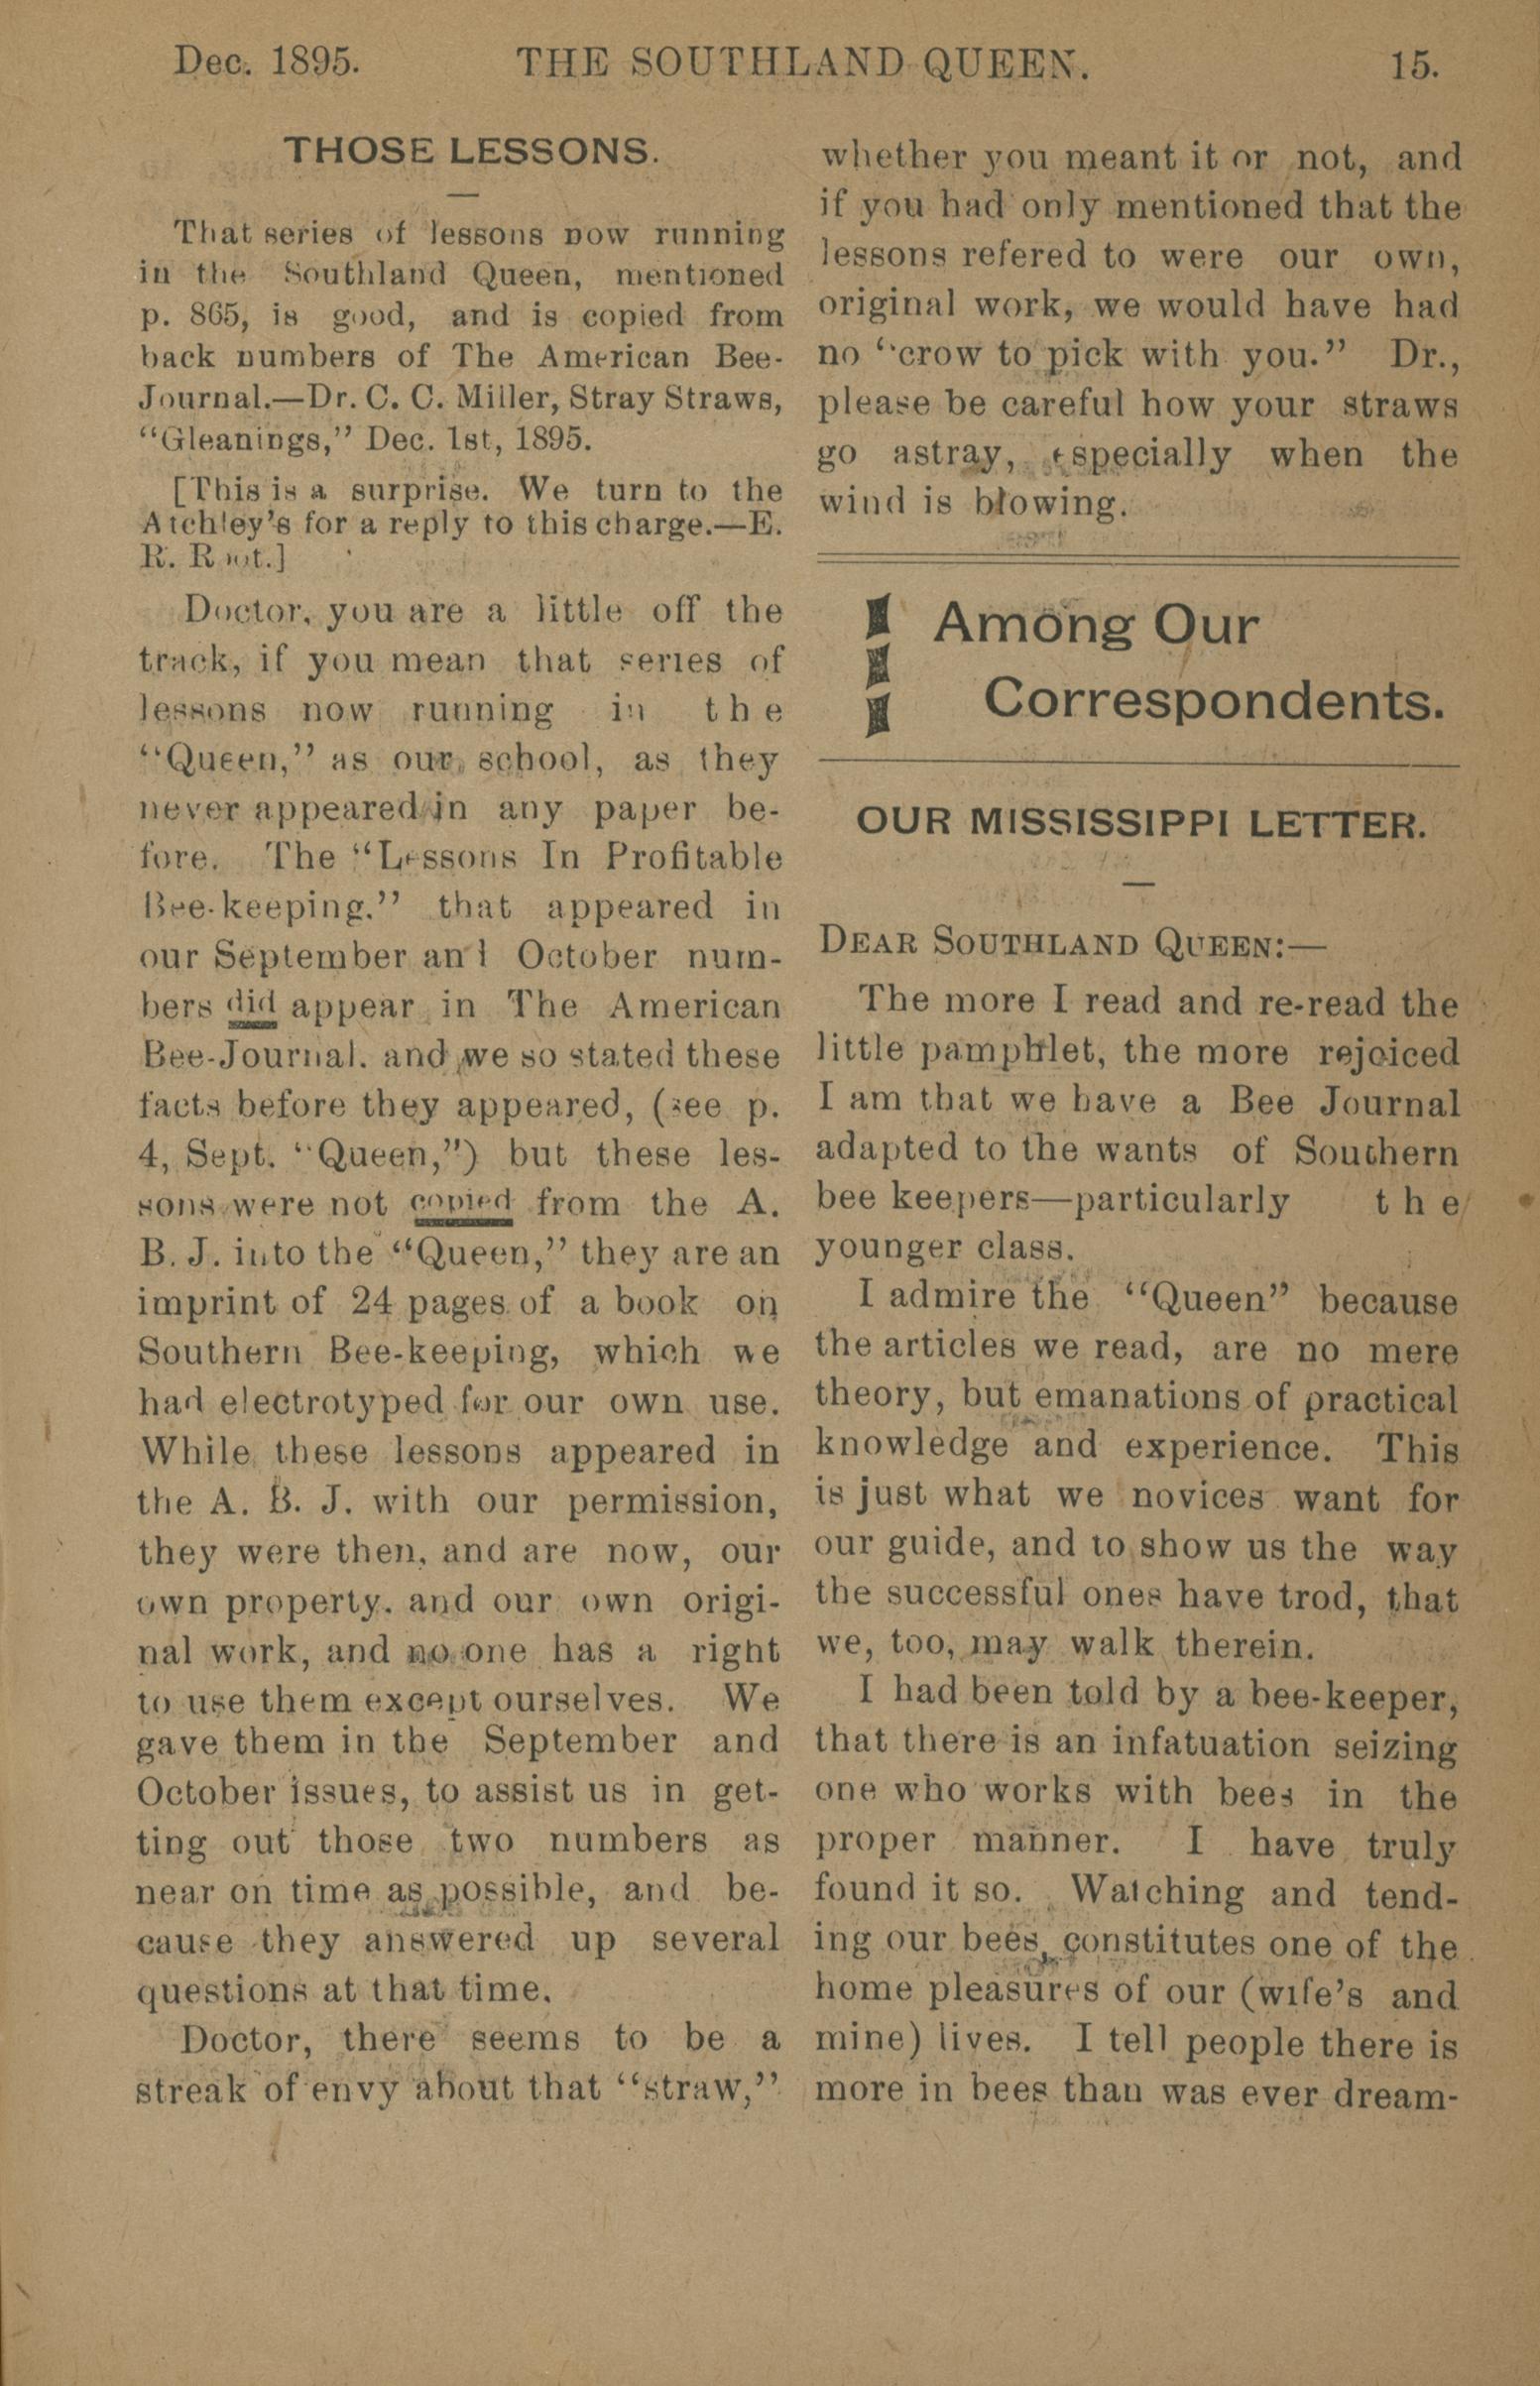 Dec. 1895. THE SOUTHLAND QUEEN. 15.
THOSE LESSONS.
That series of lessons now running
in the Southland Queen, mentioned
p. 865, is good, and is copied from
back numbers of The American Bee-
Journal.—Dr. C. C. Miller, Stray Straws,
“Gleanings,” Dec. 1st, 1895.
[This is a surprise. We turn to the
Atchley’s for a reply to this charge.—E.
R. Root.]
Doctor, you are a little off the
track, if you mean that series of
lessons now running in the
“Queen,” as our school, as they
never appeared in any paper be-
fore. The “Lessons In Profitable
Bee-keeping.” that appeared in
our September and October num-
bers did appear in The American
Bee-Journal. and we so stated these
facts before they appeared, (see p.
4, Sept. “Queen,”) but these les-
sons were not copied from the A.
B. J. into the “Queen,” they are an
imprint of 24 pages of a book on
Southern Bee-keeping, which we
had electrotyped for our own use.
While these lessons appeared in
the A. B. J. with our permission,
they were then, and are now, our
own property. and our own origi-
nal work, and no one has a right
to use them except ourselves. We
gave them in the September and
October issues, to assist us in get-
ting out those two numbers as
near on time as possible, and be-
cause they answered up several
questions at that time.
Doctor, there seems to be a
streak of envy about that “straw,”
whether you meant it or not, and
if you had only mentioned that the
lessons refered to were our own,
original work, we would have had
no “crow to pick with you.” Dr.,
please be careful how your straws
go astray, especially when the
wind is blowing.
Among Our
Correspondents.
OUR MISSISSIPPI LETTER.
DEAR SOUTHLAND QUEEN:—
The more I read and re-read the
little pamphlet, the more rejoiced
I am that we have a Bee Journal
adapted to the wants of Southern
bee keepers—particularly the
younger class.
I admire the “Queen” because
the articles we read, are no mere
theory, but emanations of practical
knowledge and experience. This
is just what we novices want for
our guide, and to show us the way
the successful ones have trod, that
we, too, may walk therein.
I had been told by a bee-keeper,
that there is an infatuation seizing
one who works with bees in the
proper manner. I have truly
found it so. Watching and tend-
ing our bees, constitutes one of the
home pleasures of our (wife’s and
mine) lives. I tell people there is
more in bees than was ever dream-